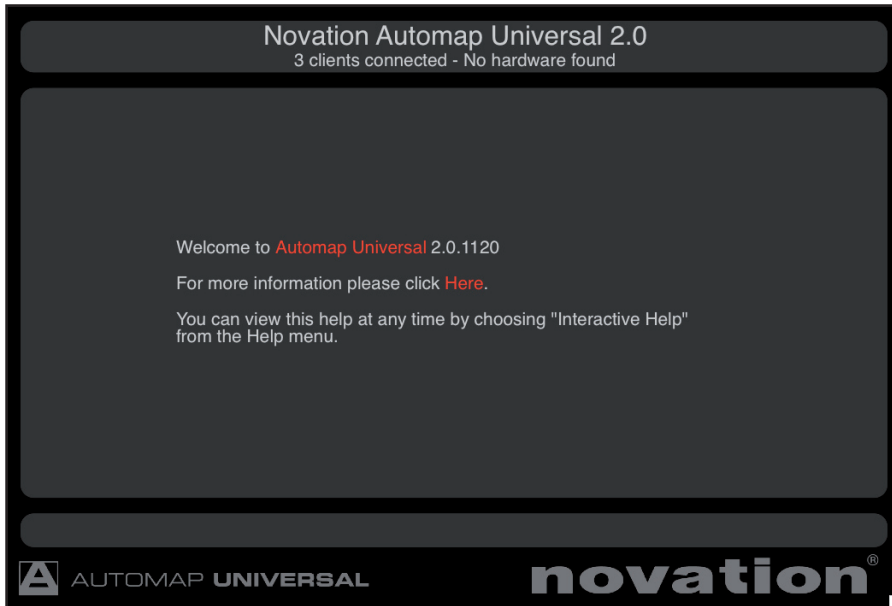 Novation Automap Universal 2.0
3 clients connected - No hardware found
Welcome to Automap Universal 2.0.1120
For more information please click Here.
You can view this help at any time by choosing "Interactive Help"
from the Help menu.
A AUTOMAP UNIVERSAL
novation®